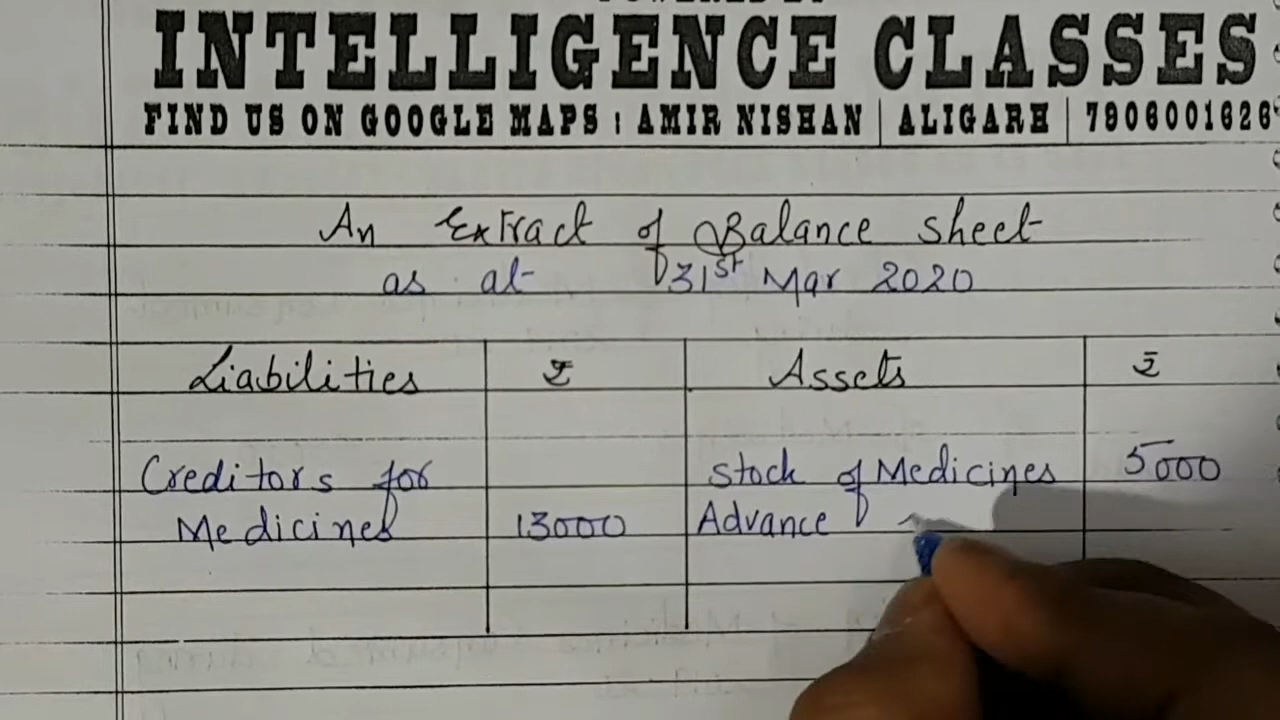 INTELLIGENCE CLASSES
FIND US ON GOOGLE MAPS : AMIR NISHAN | ALIGARH | 7906001626
An Extract of Balance Sheet
as at 31st Mar 2020
Liabilities ₹ Assets ₹
Creditors for Stock of Medicines 5000
Medicines 13000 Advance